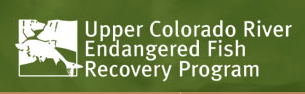 Upper Colorado River
Endangered Fish
Recovery Program